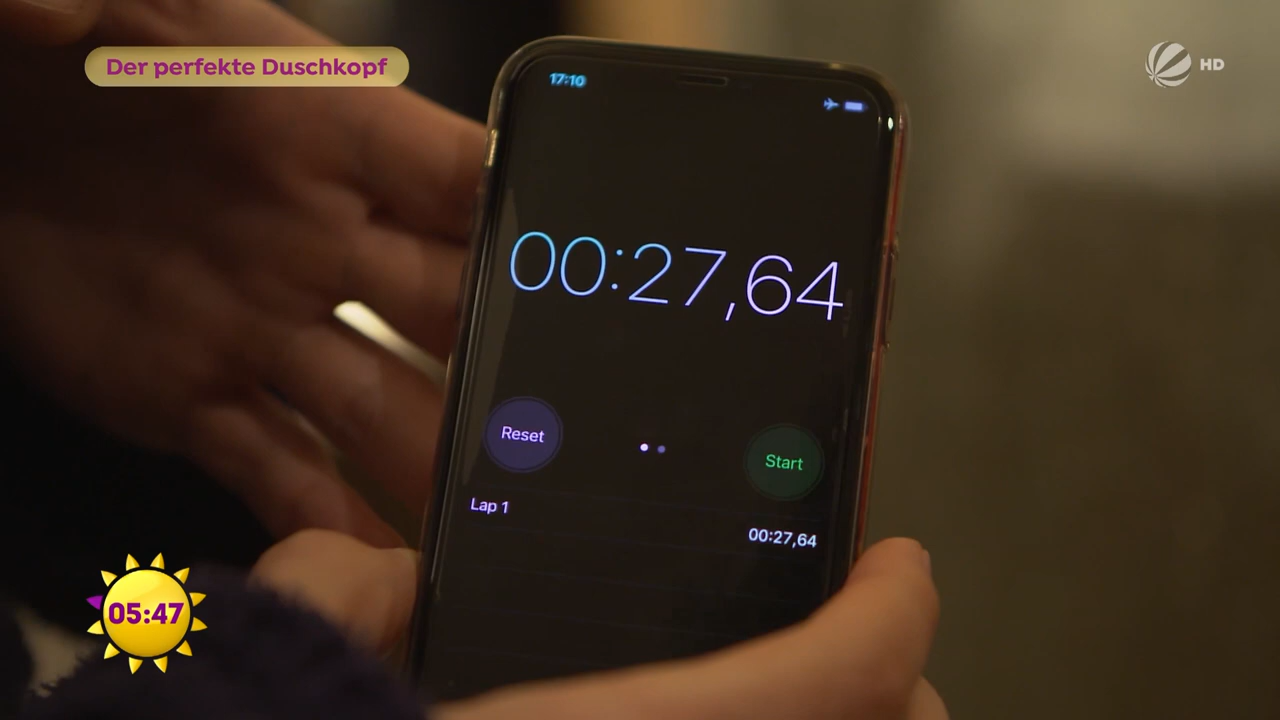 Der perfekte Duschkopf
HD
17:10
00:27,64
Reset
Start
Lap 1
00:27,64
05:47